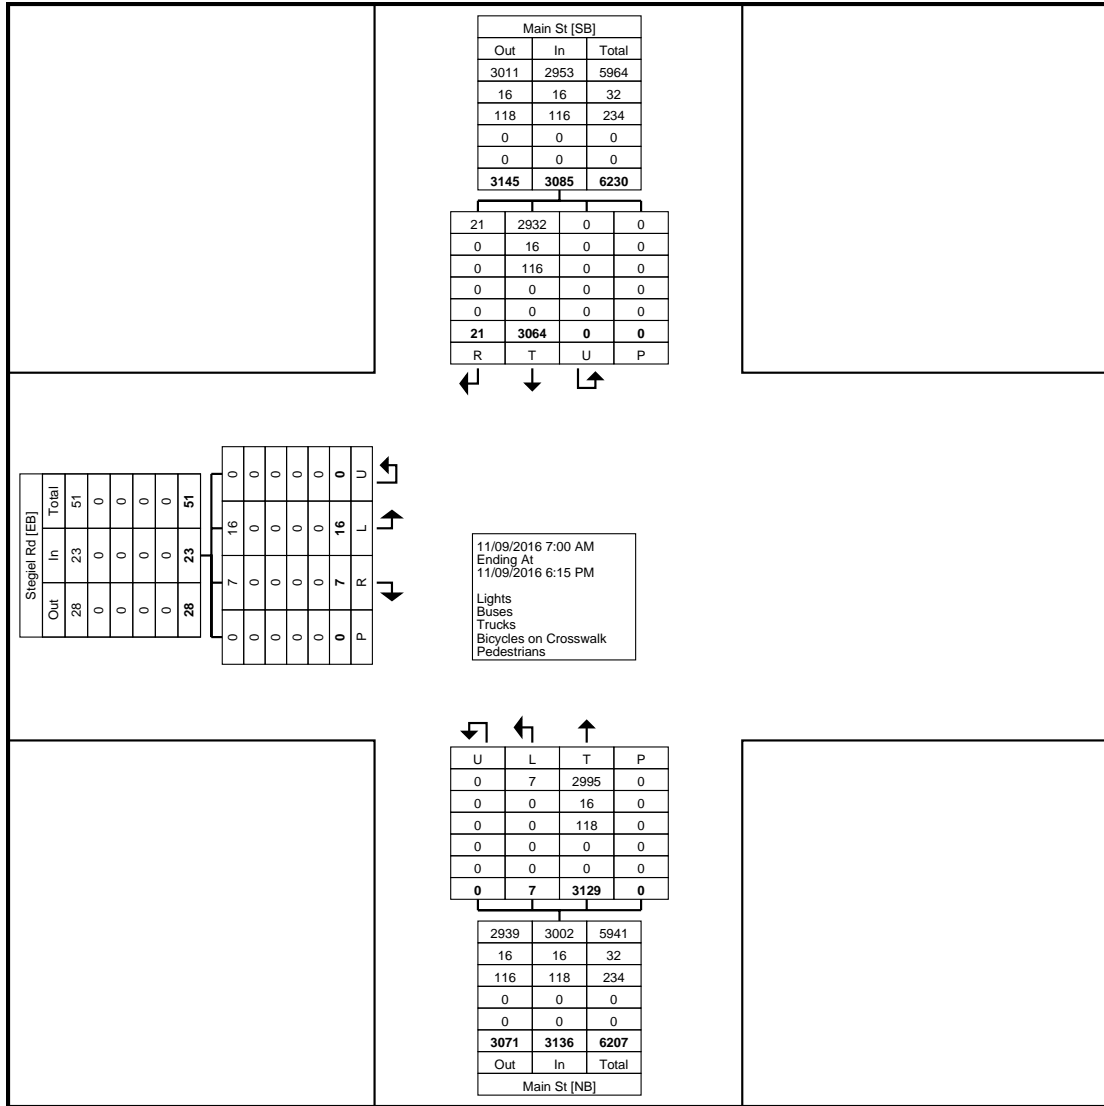 Main St [SB]
Out In Total
3011 2953 5964
16 16 32
118 116 234
0 0 0
0 0 0
3145 3085 6230
21 2932 0 0
0 16 0 0
0 116 0 0
0 0 0 0
0 0 0 0
21 3064 0 0
R T U P
Stegiel Rd [EB]
Out In Total
28 23 51
0 0 0
0 0 0
0 0 0
0 0 0
28 23 51
0 7 16 0
0 0 0 0
0 0 0 0
0 0 0 0
0 0 0 0
0 7 16 0
P R L U
11/09/2016 7:00 AM
Ending At
11/09/2016 6:15 PM
Lights
Buses
Trucks
Bicycles on Crosswalk
Pedestrians
U L T P
0 7 2995 0
0 0 16 0
0 0 118 0
0 0 0 0
0 0 0 0
0 7 3129 0
2939 3002 5941
16 16 32
116 118 234
0 0 0
0 0 0
3071 3136 6207
Out In Total
Main St [NB]